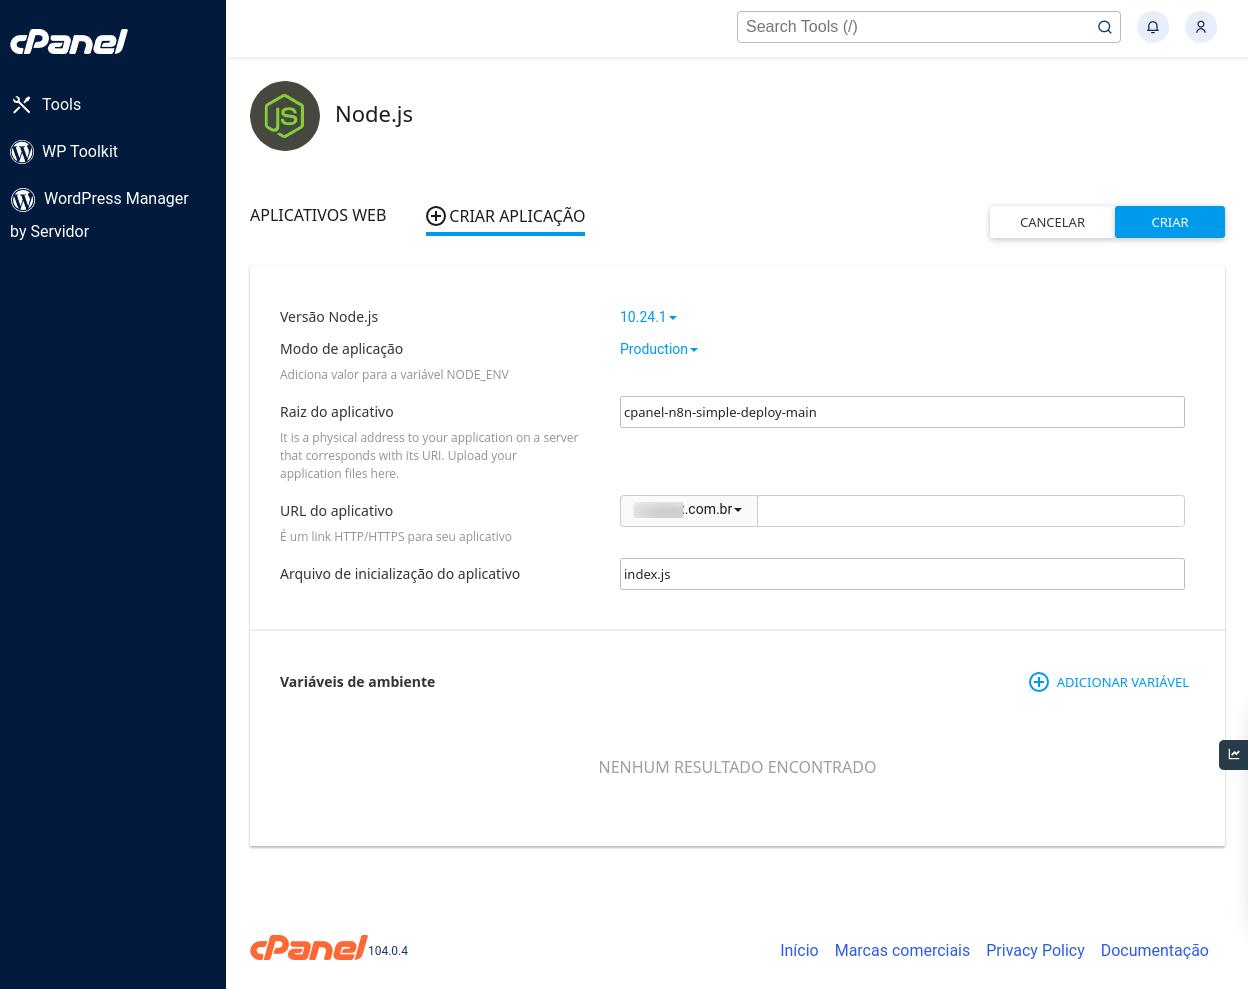 cPanel
Search Tools (/)
Tools
WP Toolkit
WordPress Manager
by Servidor
JS
Node.js
APLICATIVOS WEB
CRIAR APLICAÇÃO
CANCELAR
CRIAR
Versão Node.js
10.24.1
Modo de aplicação
Production
Adiciona valor para a variável NODE_ENV
Raiz do aplicativo
cpanel-n8n-simple-deploy-main
It is a physical address to your application on a server
that corresponds with its URI. Upload your
application files here.
URL do aplicativo
.com.br
É um link HTTP/HTTPS para seu aplicativo
Arquivo de inicialização do aplicativo
index.js
Variáveis de ambiente
ADICIONAR VARIÁVEL
NENHUM RESULTADO ENCONTRADO
cPanel 104.0.4
Início
Marcas comerciais
Privacy Policy
Documentação